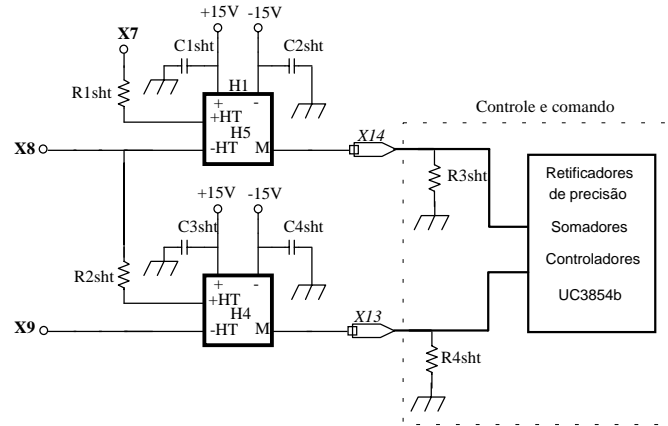 +15V
-15V
X7
C1sht
C2sht
H1
R1sht
+
-
+HT
H5
X8
-HT
M
X14
Controle e comando
R3sht
Retificadores
de precisão
Somadores
Controladores
UC3854b
+15V
-15V
C3sht
C4sht
R2sht
+
-
+HT
H4
X9
-HT
M
X13
R4sht